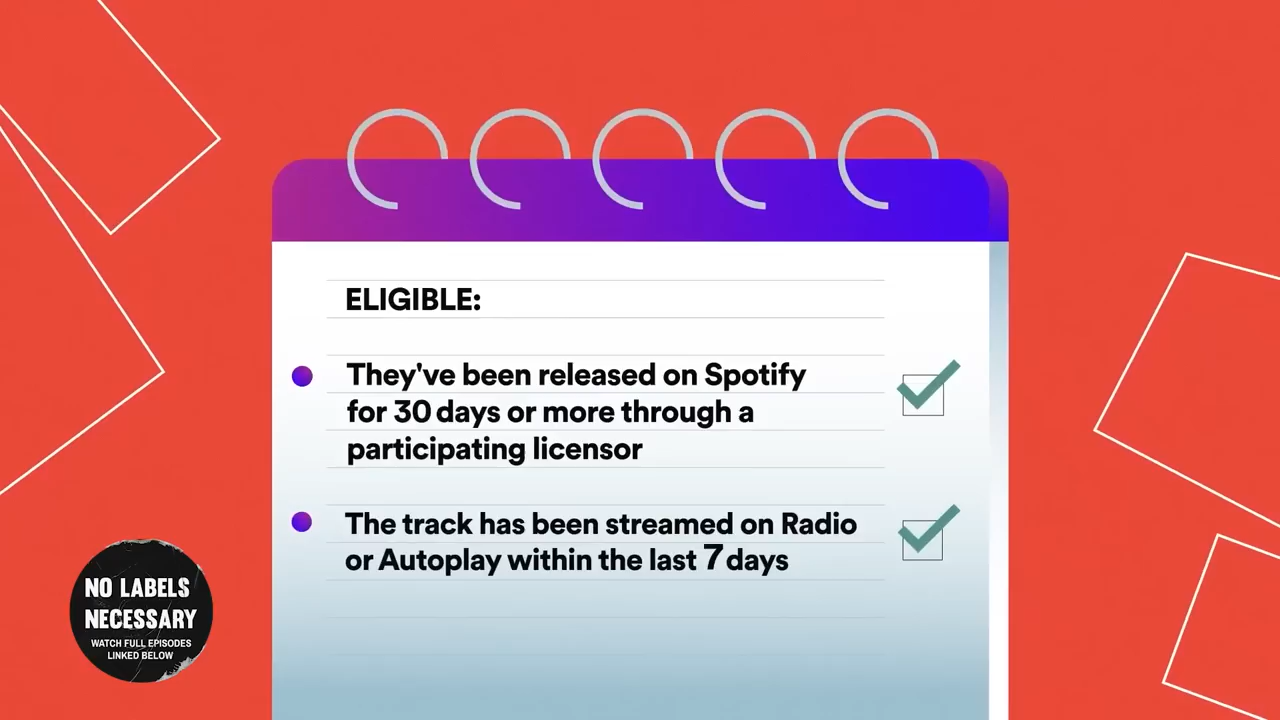 ELIGIBLE:
They've been released on Spotify
for 30 days or more through a
participating licensor
The track has been streamed on Radio
or Autoplay within the last 7 days
NO LABELS
NECESSARY
WATCH FULL EPISODES
LINKED BELOW